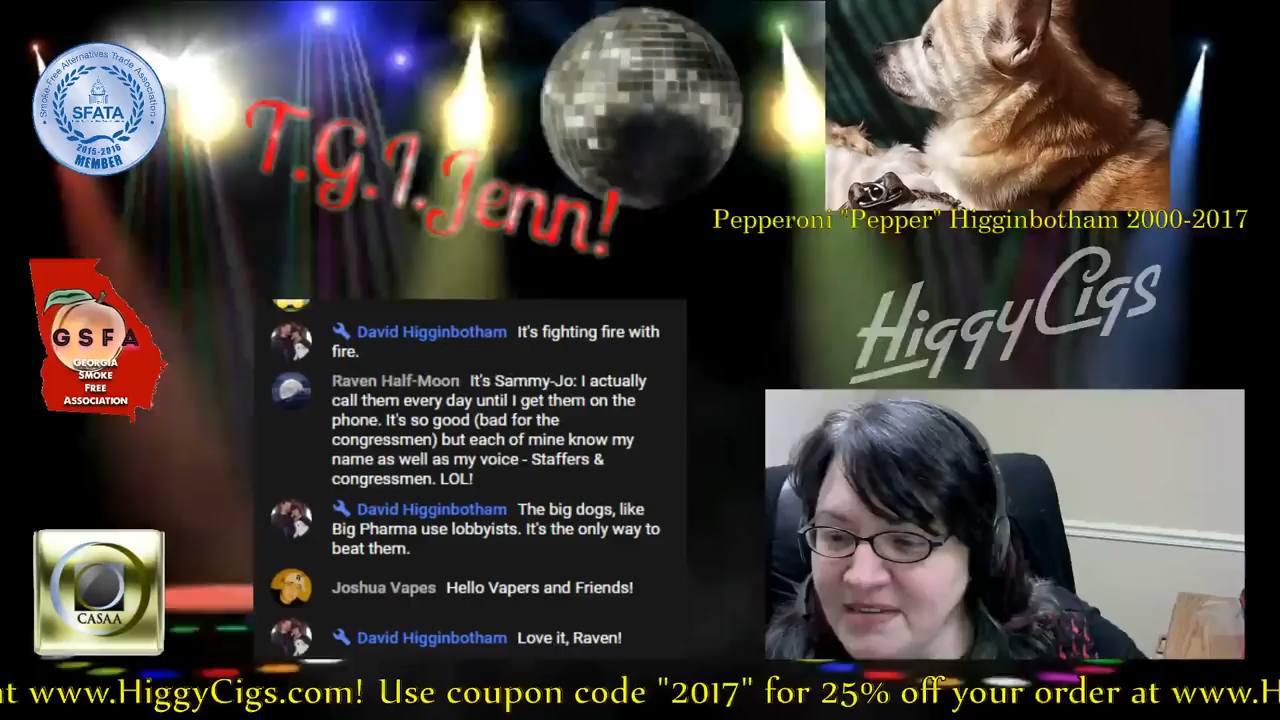 Smoke-Free Alternatives Trade Association
SFATA
2015-2016
MEMBER
T.G.I.Jenn!
Pepperoni "Pepper" Higginbotham 2000-2017
HiggyCigs
GSFA
GEORGIA
SMOKE
FREE
ASSOCIATION
David Higginbotham It's fighting fire with
fire.
Raven Half-Moon It's Sammy-Jo: I actually
call them every day until I get them on the
phone. It's so good (bad for the
congressmen) but each of mine know my
name as well as my voice - Staffers &
congressmen. LOL!
David Higginbotham The big dogs, like
Big Pharma use lobbyists. It's the only way to
beat them.
Joshua Vapes Hello Vapers and Friends!
David Higginbotham Love it, Raven!
CASAA
at www.HiggyCigs.com! Use coupon code "2017" for 25% off your order at www.H